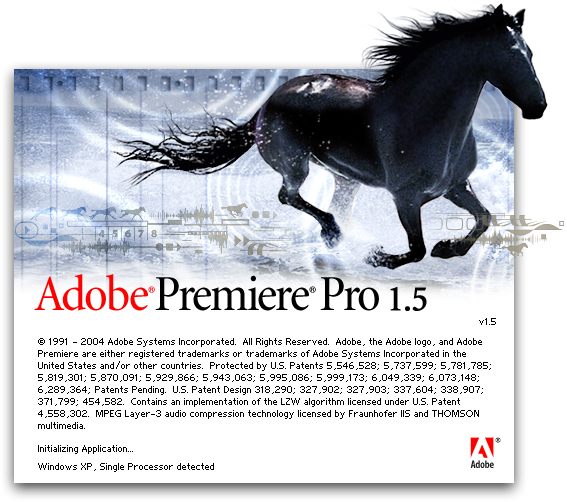 4 5 6 7 8
Adobe® Premiere® Pro 1.5
v1.5
© 1991 - 2004 Adobe Systems Incorporated. All Rights Reserved. Adobe, the Adobe logo, and Adobe
Premiere are either registered trademarks or trademarks of Adobe Systems Incorporated in the
United States and/or other countries. Protected by U.S. Patents 5,546,528; 5,737,599; 5,781,785;
5,819,301; 5,870,091; 5,929,866; 5,943,063; 5,995,086; 5,999,173; 6,049,339; 6,073,148;
6,289,364; Patents Pending. U.S. Patent Design 318,290; 327,902; 327,903; 337,604; 338,907;
371,799; 454,582. Contains an implementation of the LZW algorithm licensed under U.S. Patent
4,558,302. MPEG Layer-3 audio compression technology licensed by Fraunhofer IIS and THOMSON
multimedia.
Initializing Application...
Windows XP, Single Processor detected
Adobe®